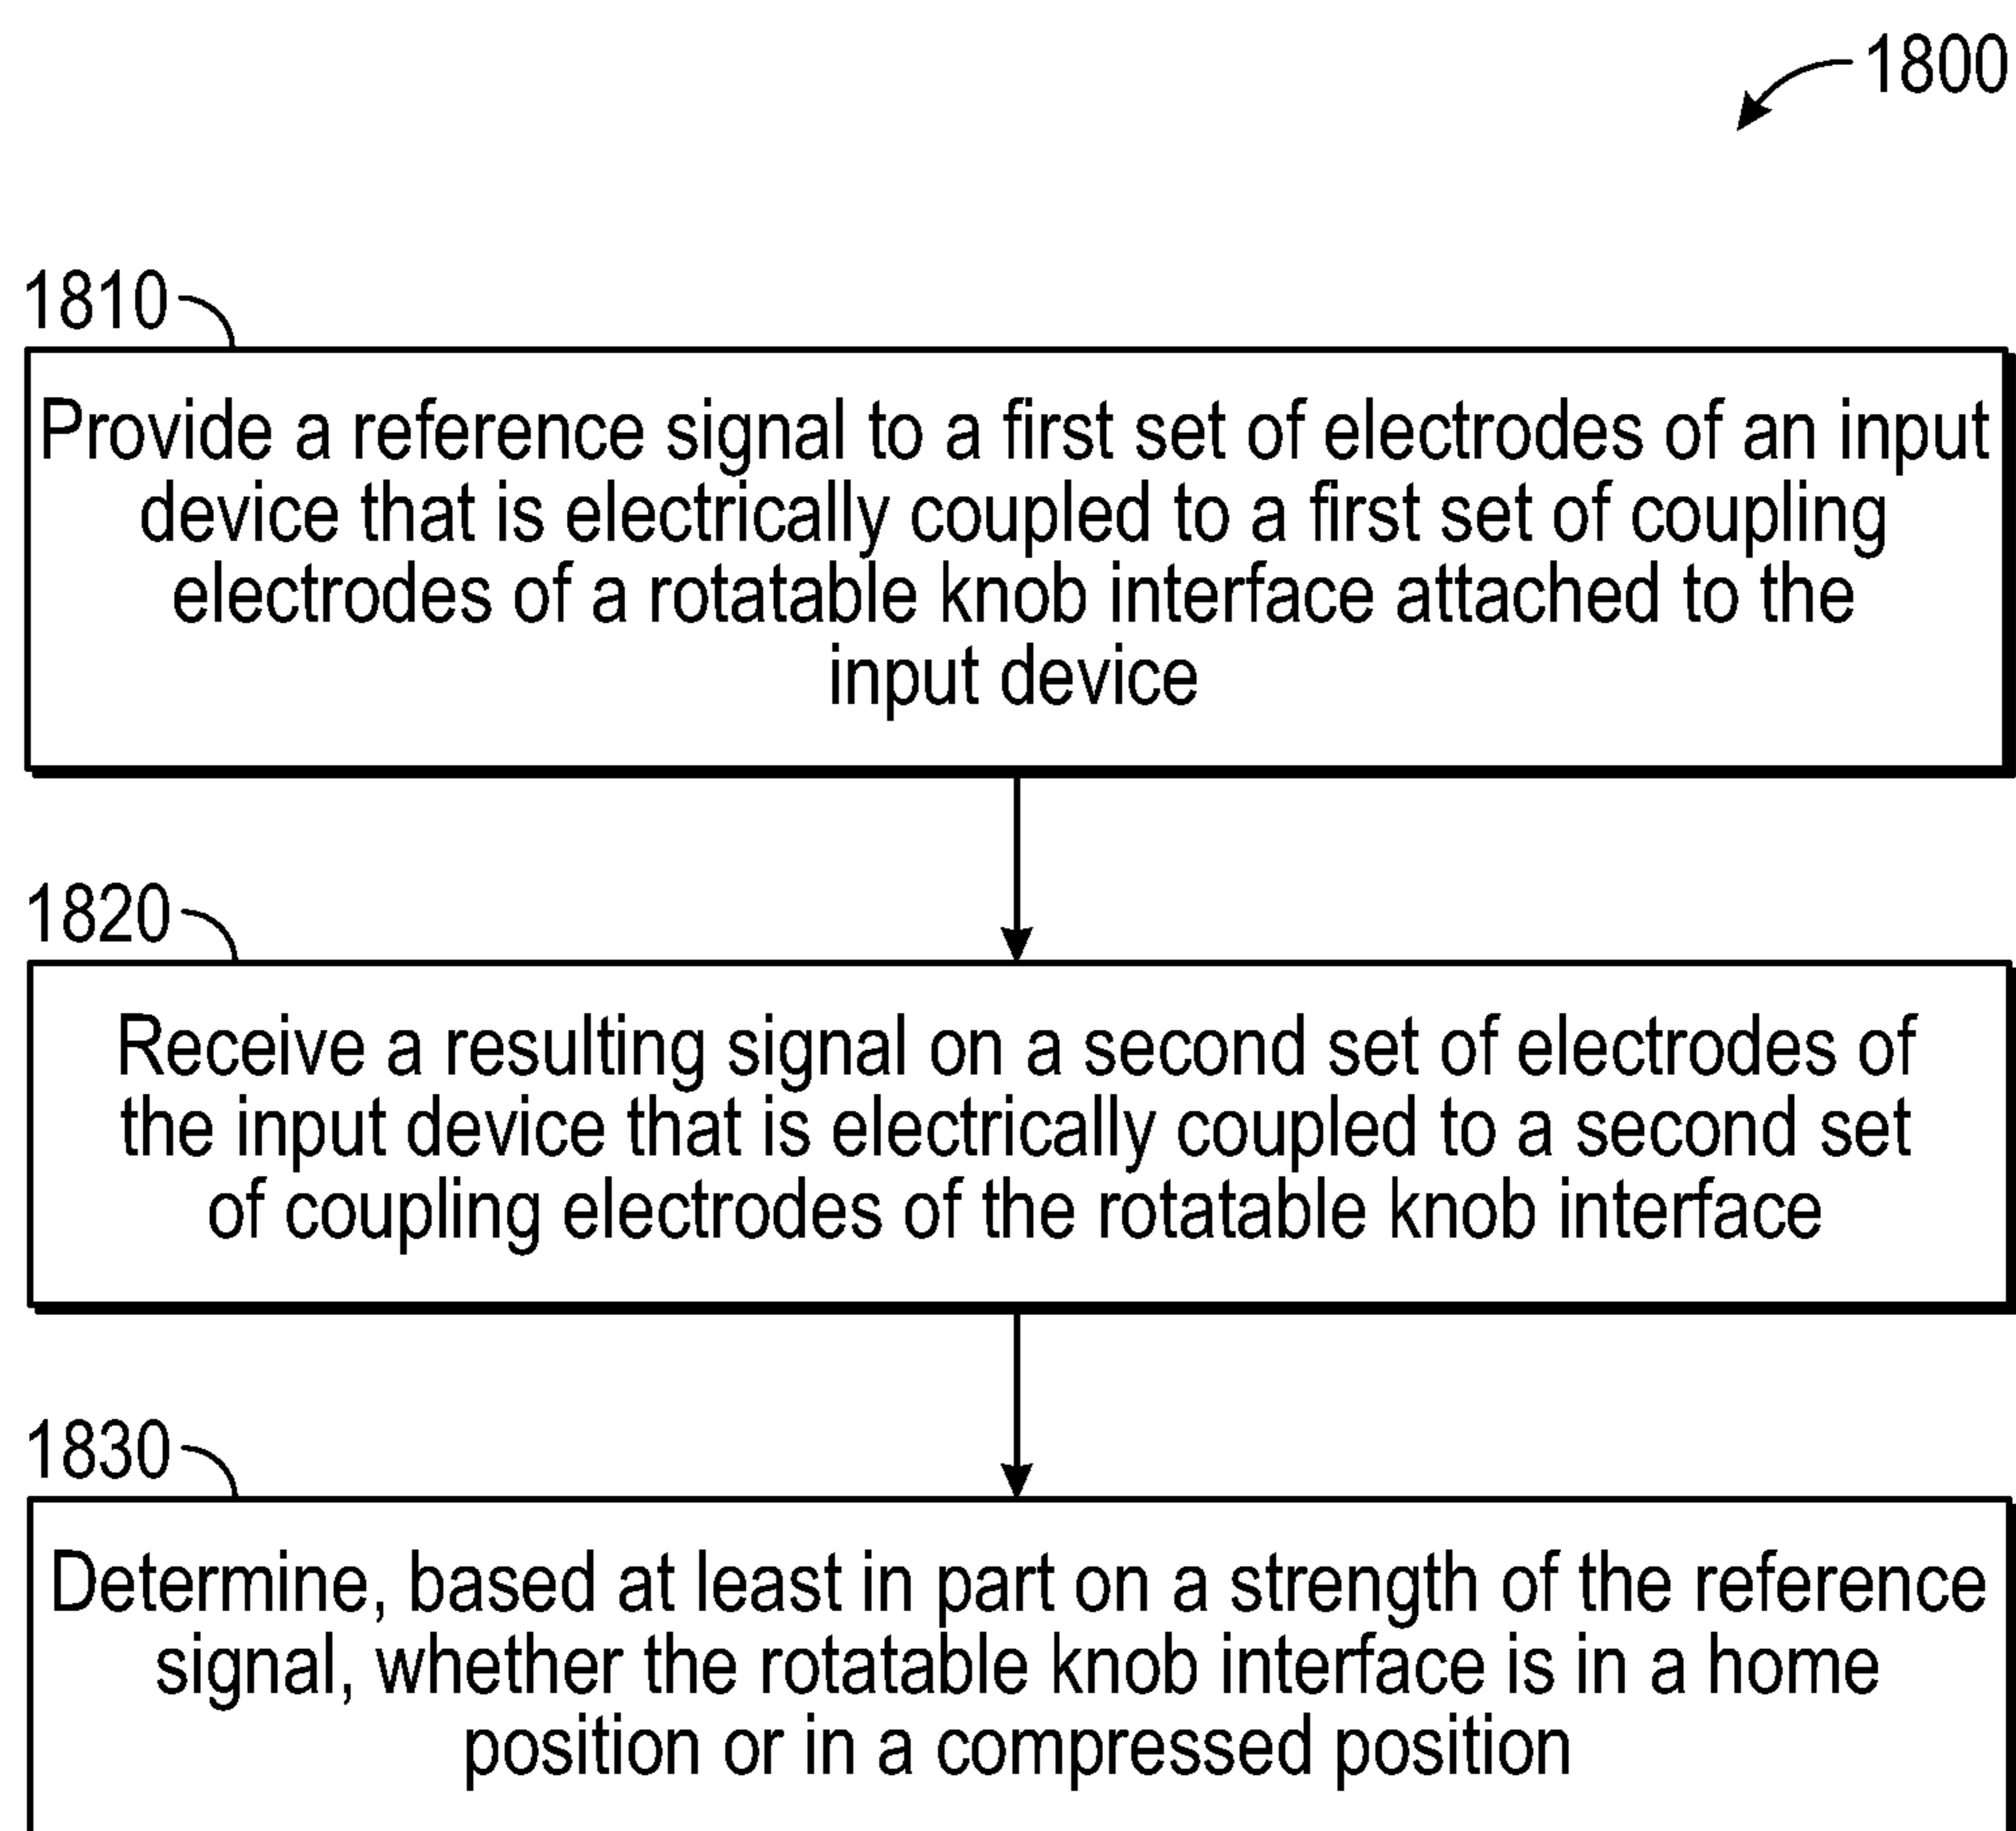 1800
1810
Provide a reference signal to a first set of electrodes of an input
device that is electrically coupled to a first set of coupling
electrodes of a rotatable knob interface attached to the
input device
1820
Receive a resulting signal on a second set of electrodes of
the input device that is electrically coupled to a second set
of coupling electrodes of the rotatable knob interface
1830
Determine, based at least in part on a strength of the reference
signal, whether the rotatable knob interface is in a home
position or in a compressed position